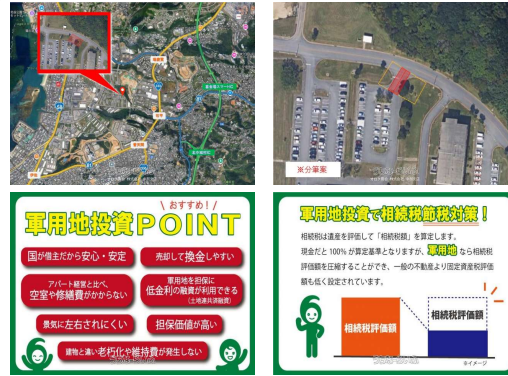 ※分筆案
\ おすすめ! /
軍用地投資POINT
国が借主だから安心・安定
売却して換金しやすい
アパート経営と比べ、
空室や修繕費がかからない
軍用地を担保に
低金利の融資が利用できる
(土地連共済融資)
景気に左右されにくい
担保価値が高い
建物と違い老朽化や維持費が発生しない
軍用地投資で相続税節税対策!
相続税は遺産を評価して「相続税額」を算定します。
現金だと100%が算定基準となりますが、軍用地なら相続税
評価額を圧縮することができ、一般の不動産より固定資産税評価
額も低く設定されています。
相続税評価額
相続税評価額
※イメージ